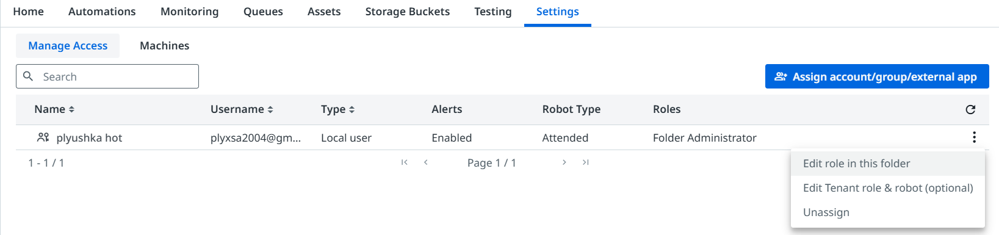 Home Automations Monitoring Queues Assets Storage Buckets Testing Settings
Manage Access Machines
Search
Assign account/group/external app
Name Username Type Alerts Robot Type Roles
plyushka hot plyxsa2004@gm... Local user Enabled Attended Folder Administrator
1 - 1 / 1 Page 1 / 1
Edit role in this folder
Edit Tenant role & robot (optional)
Unassign